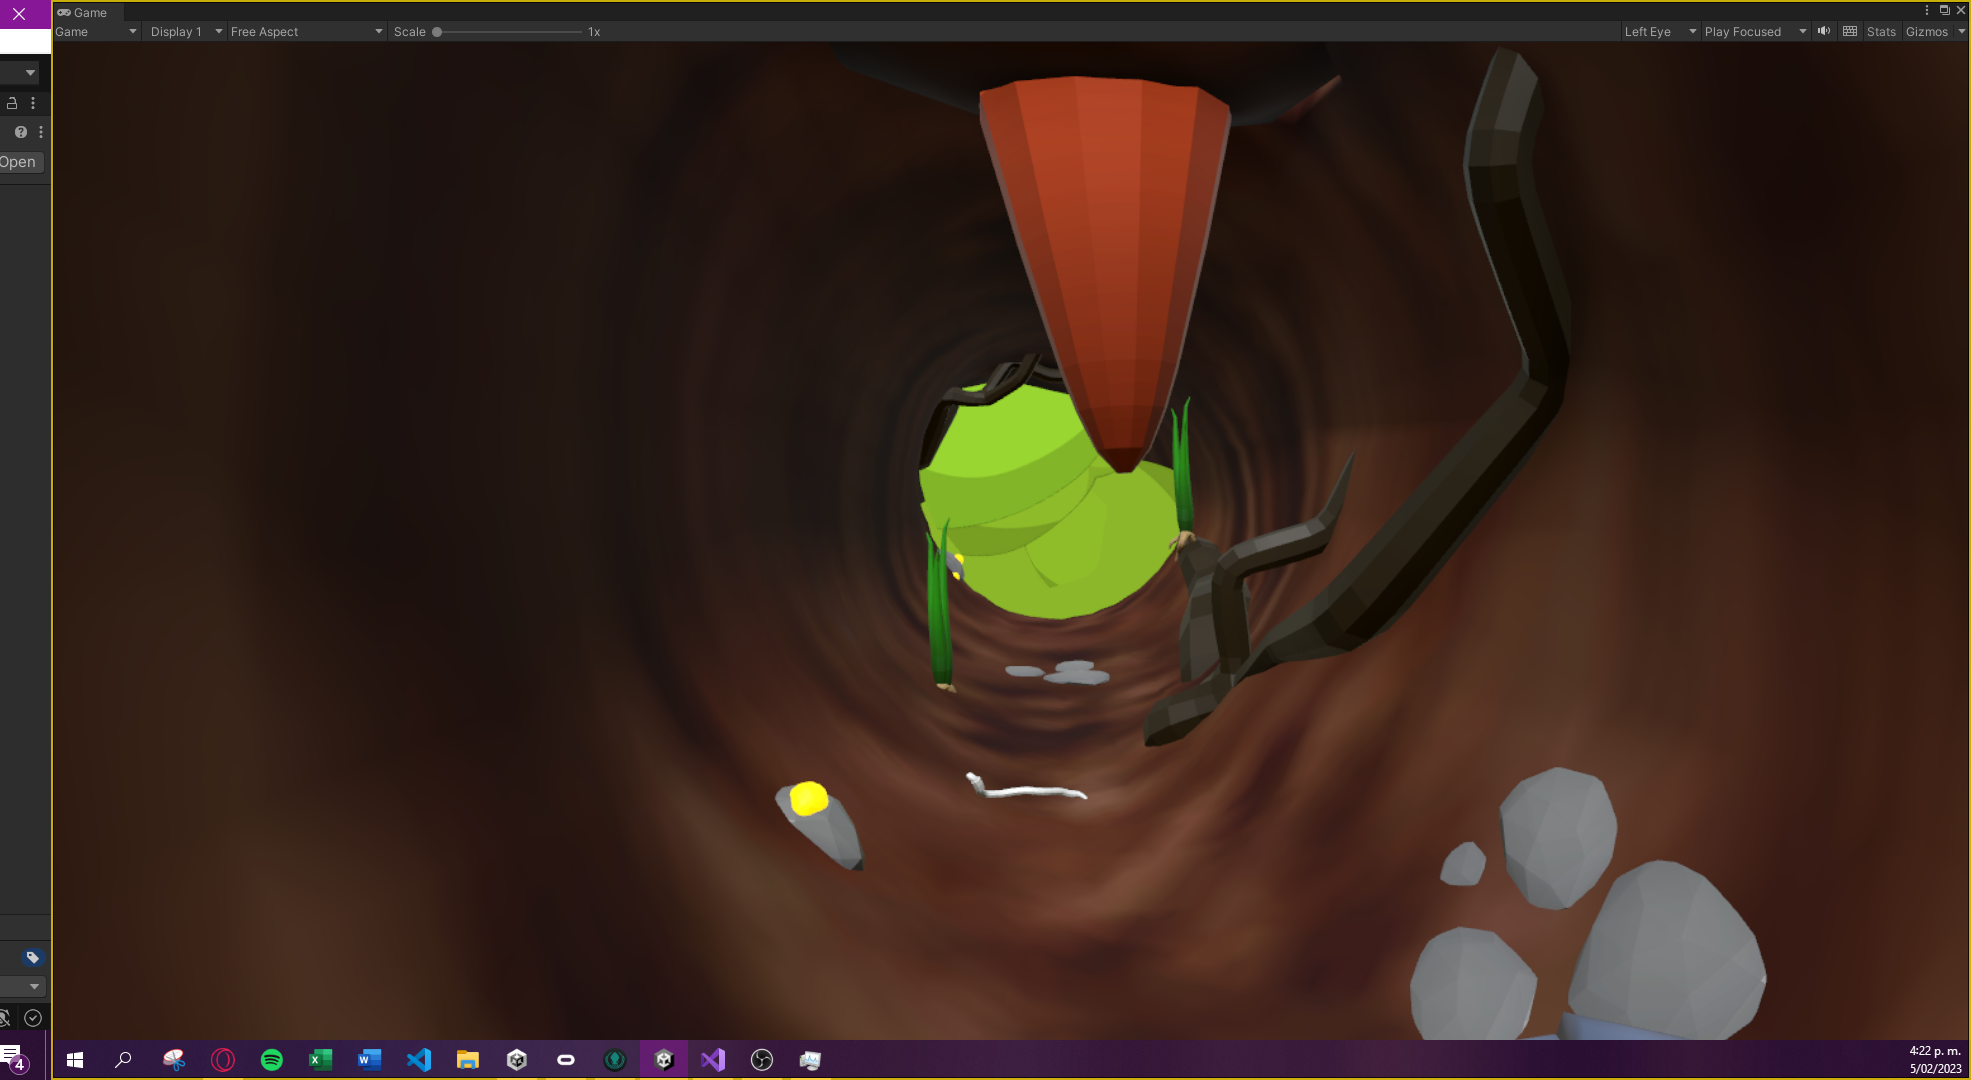 Game
Game Display 1 Free Aspect Scale 1x Left Eye Play Focused Stats Gizmos
Open
4
4:22 p. m.
5/02/2023